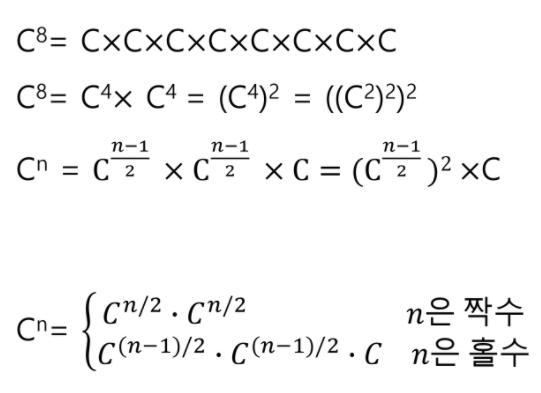 C⁸= C×C×C×C×C×C×C×C
C⁸= C⁴× C⁴ = (C⁴)² = ((C²)²)²
Cⁿ = C^((n−1)/2) × C^((n−1)/2) × C = (C^((n−1)/2))² ×C
Cⁿ= { C^(n/2) · C^(n/2) n은 짝수
C^((n−1)/2) · C^((n−1)/2) · C n은 홀수